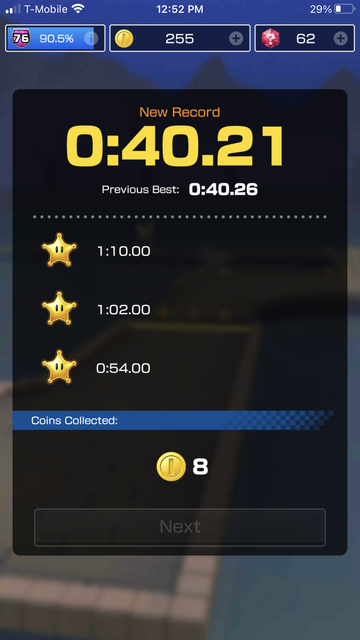 T-Mobile 12:52 PM 29%
76 90.5% 255 62
New Record
0:40.21
Previous Best: 0:40.26
1:10.00
1:02.00
0:54.00
Coins Collected:
8
Next